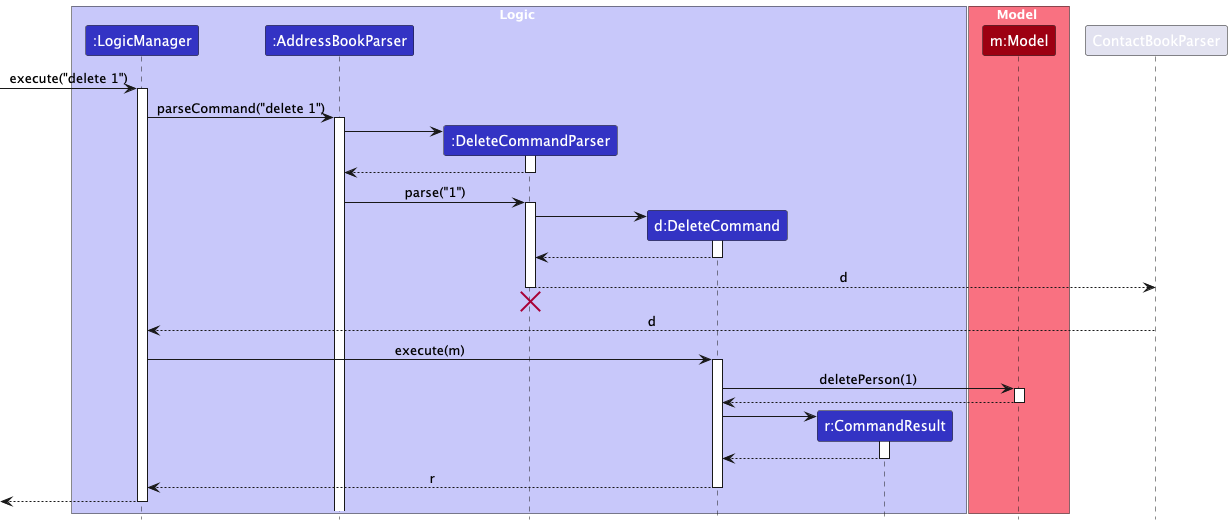 Logic
Model
:LogicManager
:AddressBookParser
m:Model
ContactBookParser
execute("delete 1")
parseCommand("delete 1")
:DeleteCommandParser
parse("1")
d:DeleteCommand
d
d
execute(m)
deletePerson(1)
r:CommandResult
r